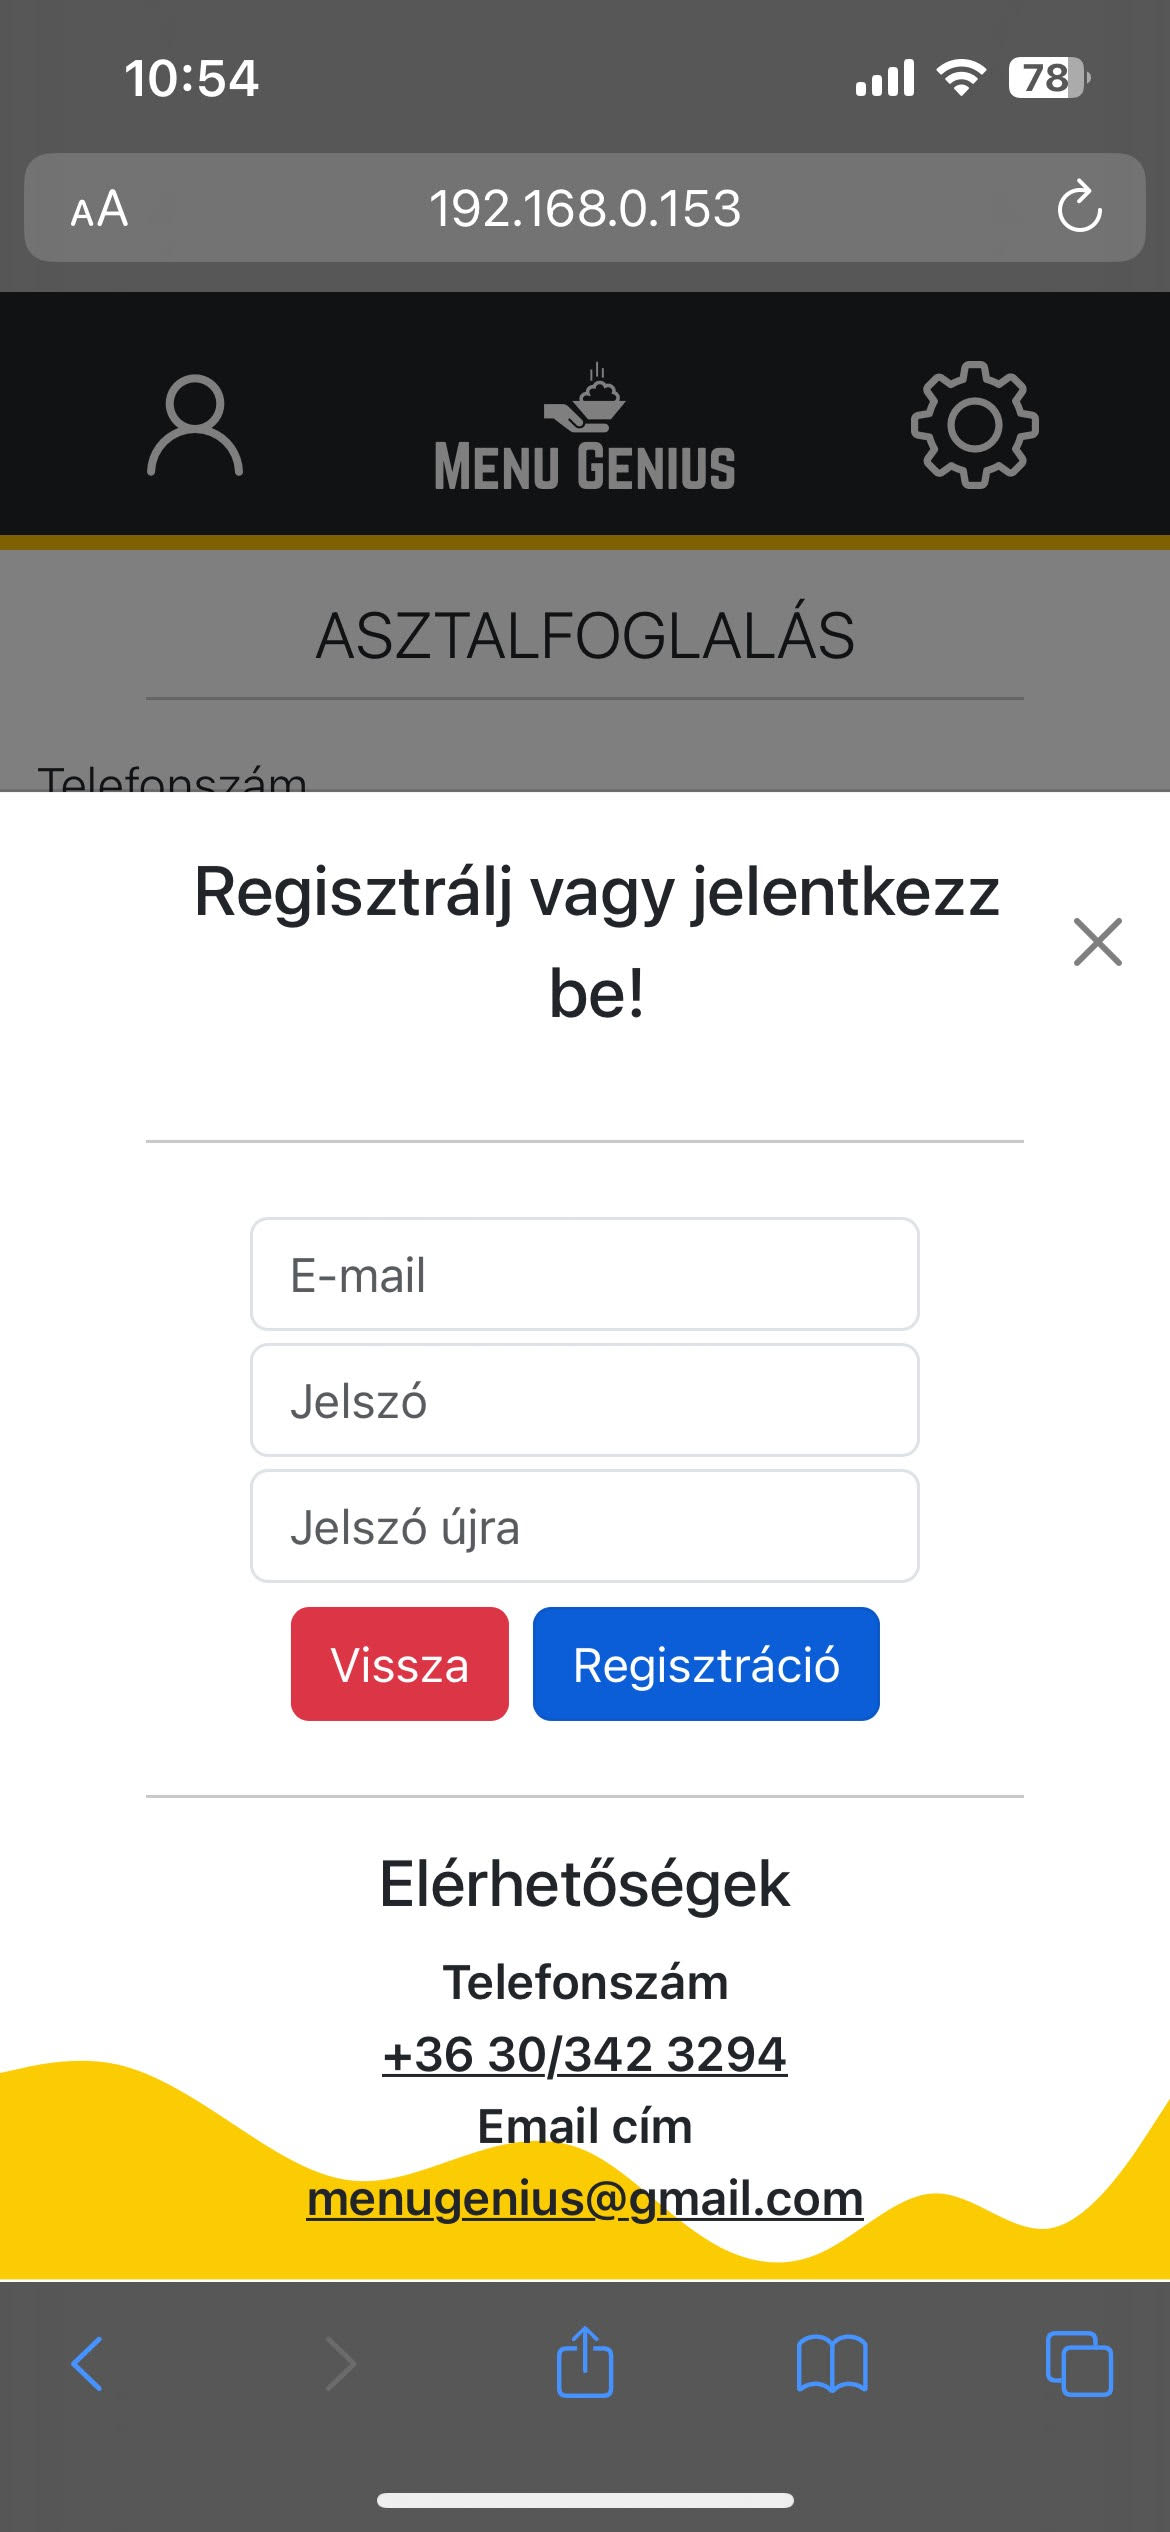 10:54
78
AA
192.168.0.153
MENU GENIUS
ASZTALFOGLALÁS
Telefonszám
Regisztrálj vagy jelentkezz
be!
E-mail
Jelszó
Jelszó újra
Vissza
Regisztráció
Elérhetőségek
Telefonszám
+36 30/342 3294
Email cím
menugenius@gmail.com